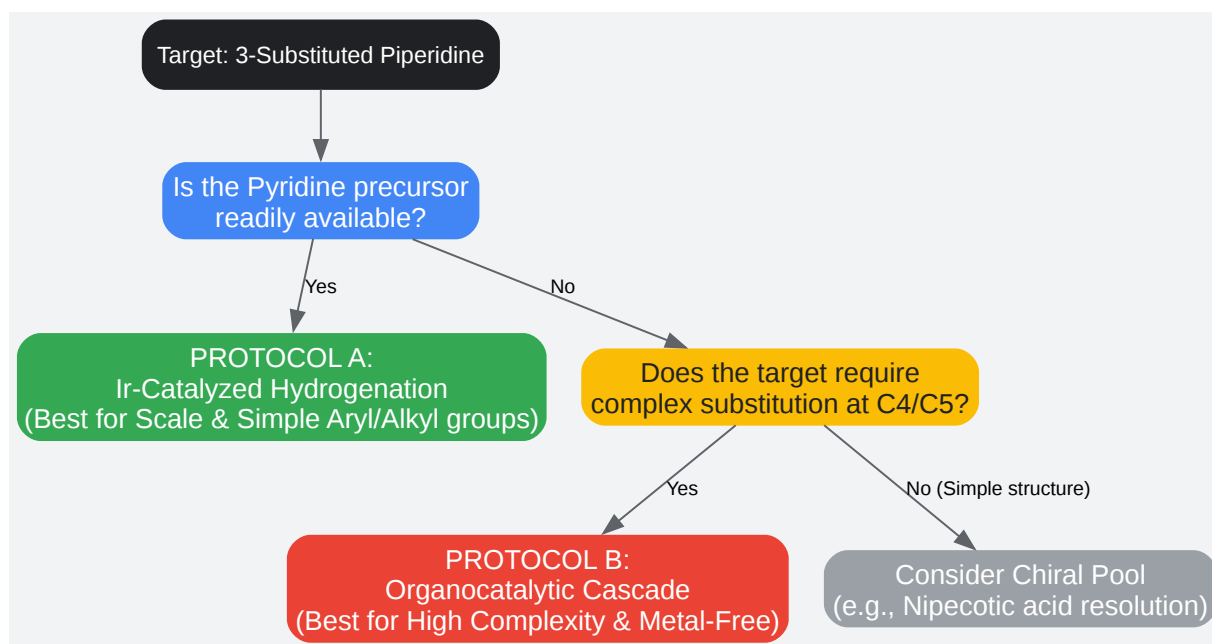 Target: 3-Substituted Piperidine
Is the Pyridine precursor
readily available?
Yes
No
PROTOCOL A:
Ir-Catalyzed Hydrogenation
(Best for Scale & Simple Aryl/Alkyl groups)
Does the target require
complex substitution at C4/C5?
Yes
No (Simple structure)
PROTOCOL B:
Organocatalytic Cascade
(Best for High Complexity & Metal-Free)
Consider Chiral Pool
(e.g., Nipecotic acid resolution)